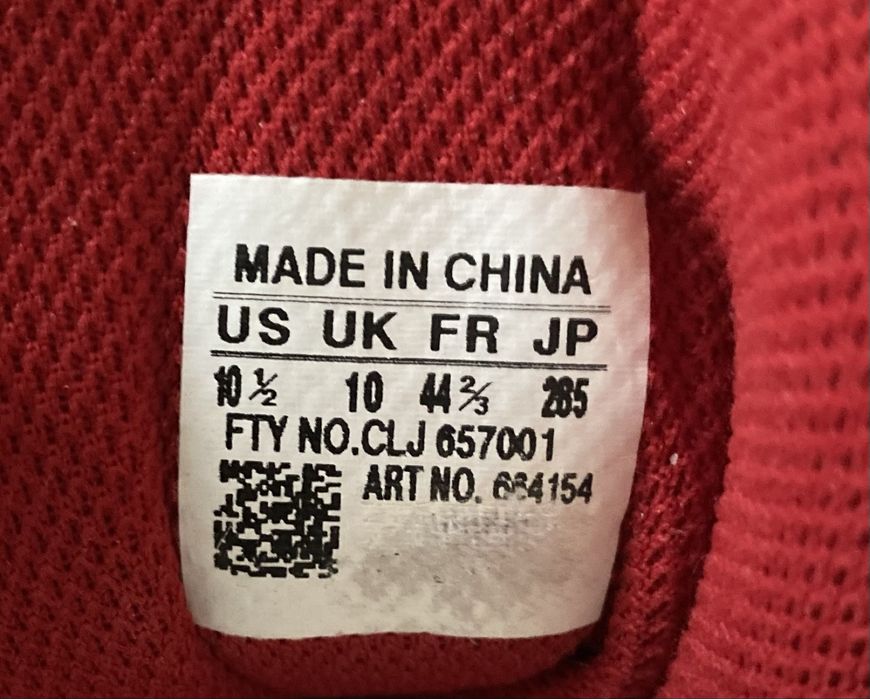 MADE IN CHINA
US UK FR JP
10 ½ 10 44 ⅔ 285
FTY NO.CLJ 657001
ART NO. 664154